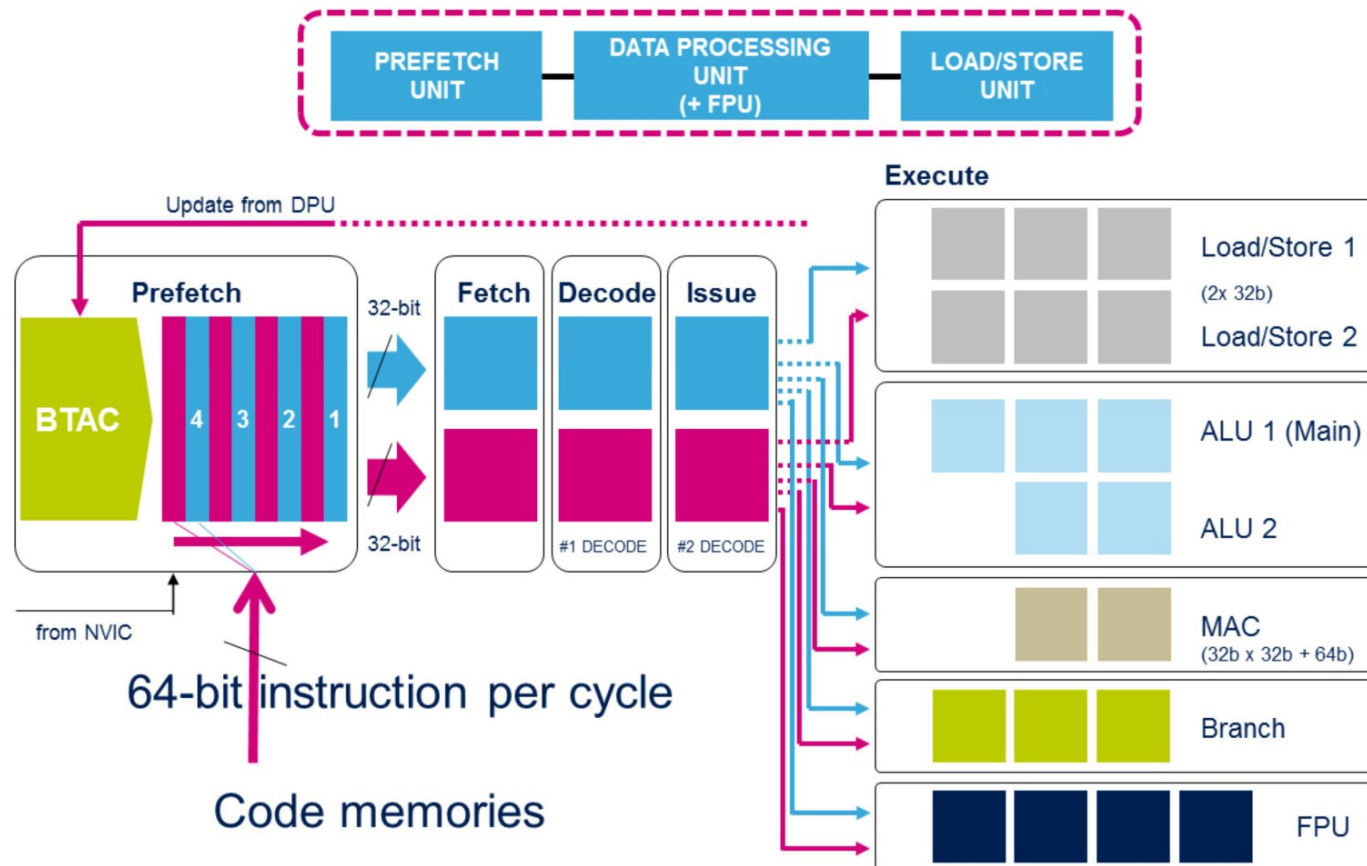 PREFETCH
UNIT
DATA PROCESSING
UNIT
(+ FPU)
LOAD/STORE
UNIT
Update from DPU
Prefetch
BTAC
4
3
2
1
from NVIC
32-bit
32-bit
64-bit instruction per cycle
Code memories
Fetch
Decode
#1 DECODE
Issue
#2 DECODE
Execute
Load/Store 1
(2x 32b)
Load/Store 2
ALU 1 (Main)
ALU 2
MAC
(32b x 32b + 64b)
Branch
FPU